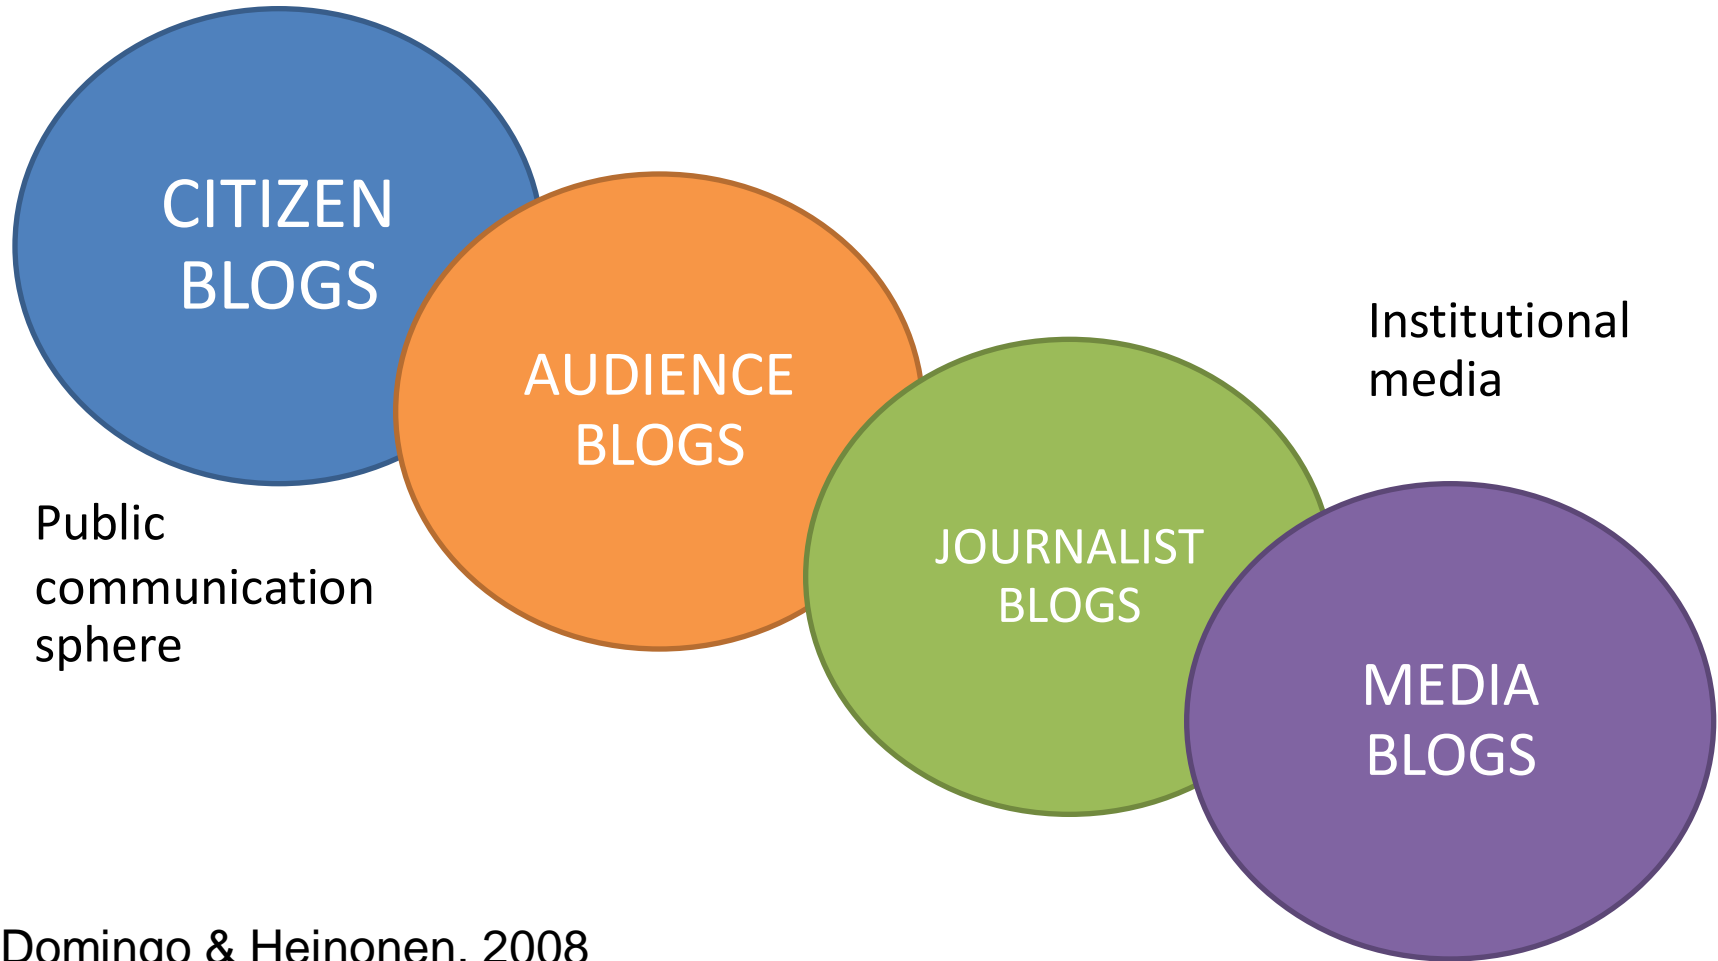 CITIZEN
BLOGS
AUDIENCE
BLOGS
Institutional
media
Public
communication
sphere
JOURNALIST
BLOGS
MEDIA
BLOGS
Domingo & Heinonen, 2008